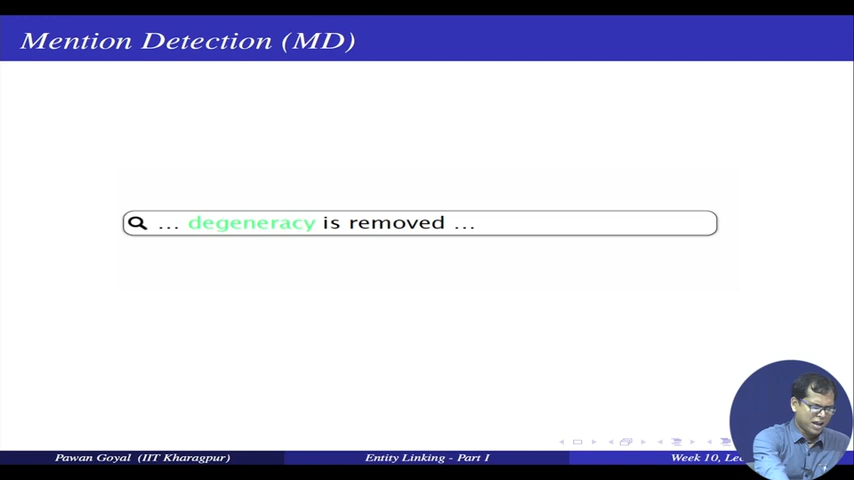 Mention Detection (MD)
... degeneracy is removed ...
Pawan Goyal (IIT Kharagpur)
Entity Linking - Part I
Week 10,